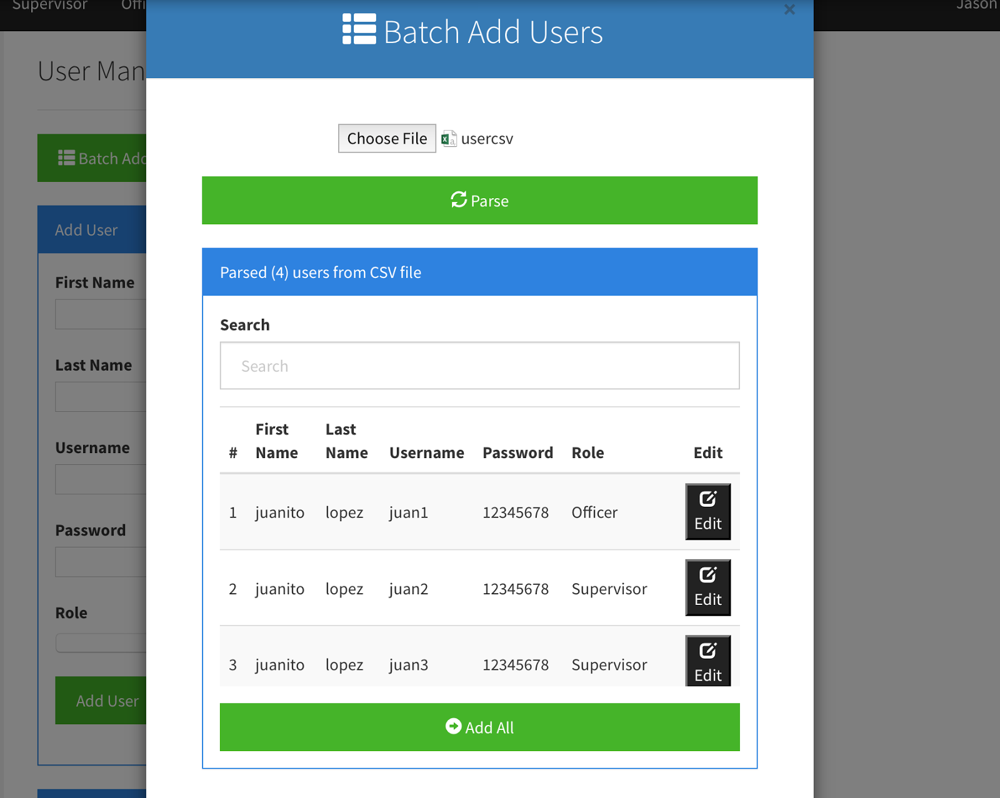 Supervisor
Jason
Batch Add Users
×
User Man
Choose File usercsv
Batch Add
Parse
Add User
Parsed (4) users from CSV file
First Name
Search
Search
Last Name
# First Name Last Name Username Password Role Edit
Username
1 juanito lopez juan1 12345678 Officer Edit
Password
2 juanito lopez juan2 12345678 Supervisor Edit
Role
3 juanito lopez juan3 12345678 Supervisor Edit
Add User
Add All